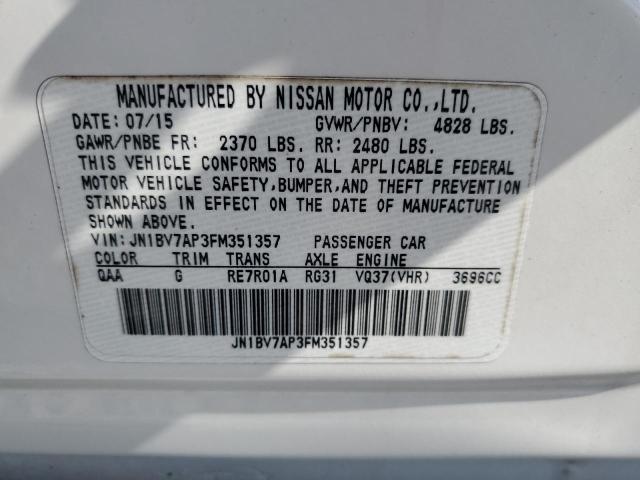 MANUFACTURED BY NISSAN MOTOR CO.,LTD.
DATE: 07/15 GVWR/PNBV: 4828 LBS.
GAWR/PNBE FR: 2370 LBS. RR: 2480 LBS.
THIS VEHICLE CONFORMS TO ALL APPLICABLE FEDERAL
MOTOR VEHICLE SAFETY,BUMPER,AND THEFT PREVENTION
STANDARDS IN EFFECT ON THE DATE OF MANUFACTURE
SHOWN ABOVE.
VIN:JN1BV7AP3FM351357 PASSENGER CAR
COLOR TRIM TRANS AXLE ENGINE
QAA G RE7R01A RG31 VQ37(VHR) 3696CC
JN1BV7AP3FM351357